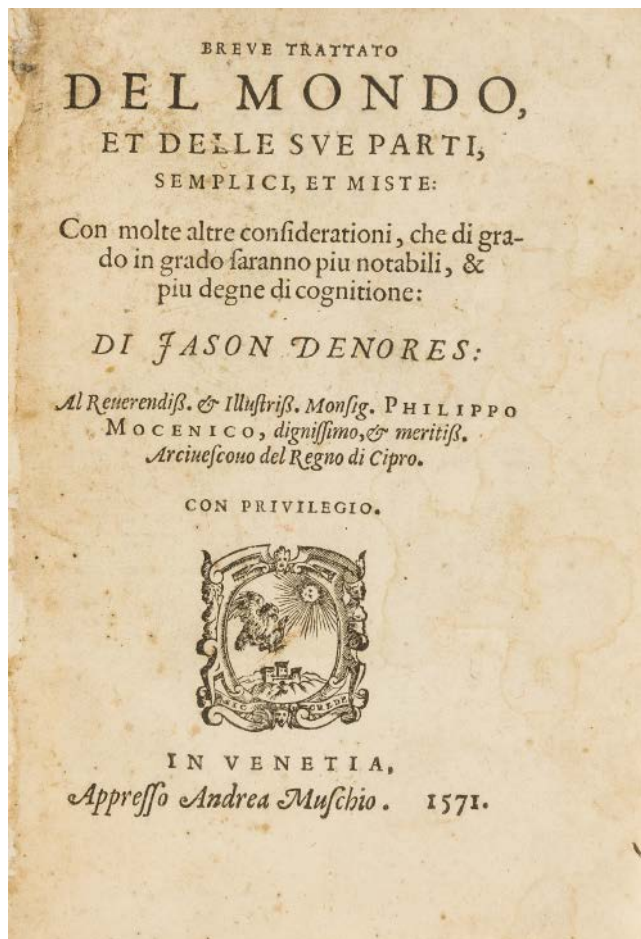 BREVE TRATTATO
DEL MONDO,
ET DELLE SVE PARTI,
SEMPLICI, ET MISTE:
Con molte altre conſiderationi, che di gra-
do in grado ſaranno piu notabili, &
piu degne di cognitione:
DI JASON DENORES:
Al Reuerendiß. & Illuſtriß. Monſig. PHILIPPO
MOCENICO, digniſſimo, & meritiß.
Arciueſcouo del Regno di Cipro.
CON PRIVILEGIO.
SIC CREDE
IN VENETIA,
Appreſſo Andrea Muſchio. 1571.